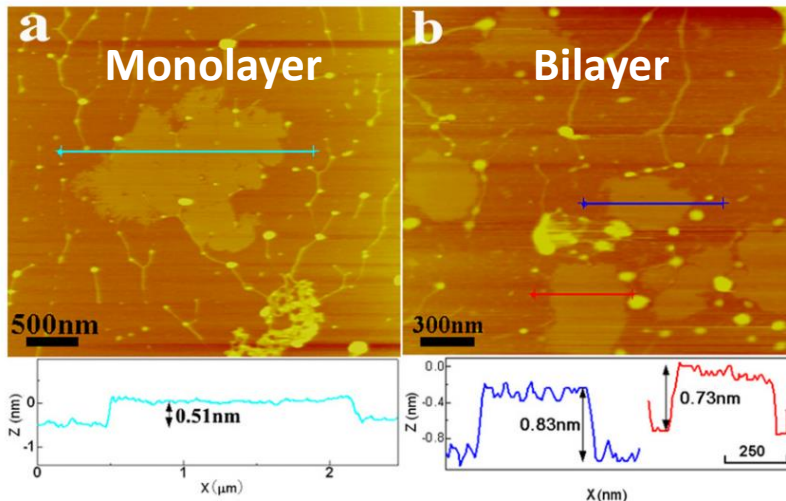 a
Monolayer
500nm
b
Bilayer
300nm
Z (nm)
0
-1
0.51nm
0
1
2
X(μm)
Z (nm)
0.0
-0.4
-0.8
0.83nm
0.73nm
250
X(nm)